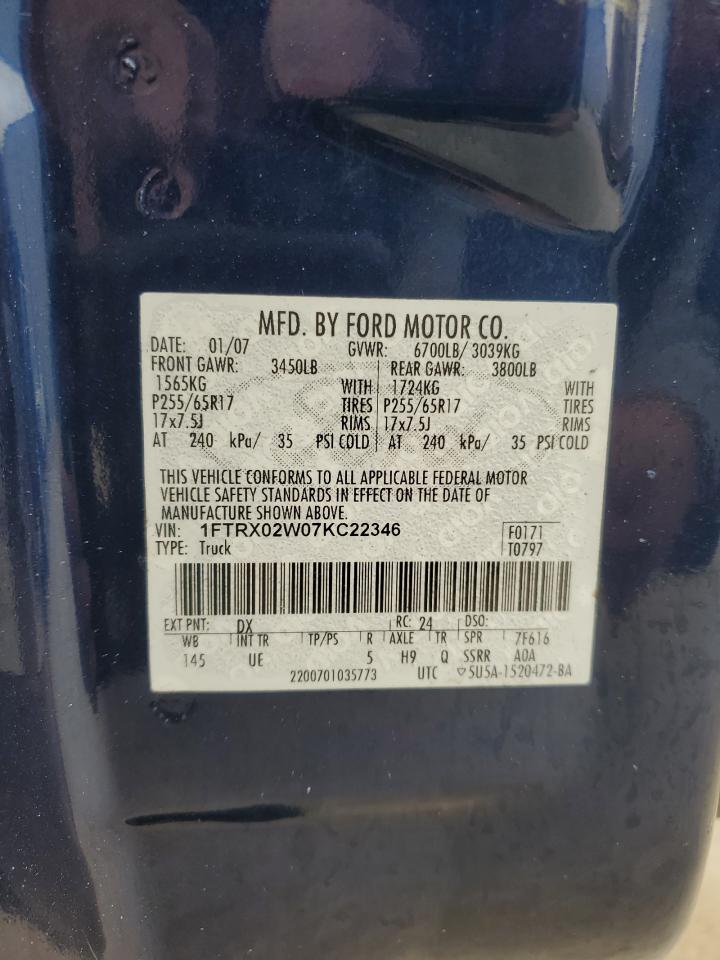 MFD. BY FORD MOTOR CO.
DATE: 01/07 GVWR: 6700LB/ 3039KG
FRONT GAWR: 3450LB REAR GAWR: 3800LB
1565KG WITH 1724KG WITH
P255/65R17 TIRES P255/65R17 TIRES
17x7.5J RIMS 17x7.5J RIMS
AT 240 kPa/ 35 PSI COLD AT 240 kPa/ 35 PSI COLD
THIS VEHICLE CONFORMS TO ALL APPLICABLE FEDERAL MOTOR
VEHICLE SAFETY STANDARDS IN EFFECT ON THE DATE OF
MANUFACTURE SHOWN ABOVE.
VIN: 1FTRX02W07KC22346 F0171
TYPE: Truck T0797
EXT PNT: DX RC: 24 DSO:
WB INT TR TP/PS R AXLE TR SPR 7F616
145 UE 5 H9 Q SSRR A0A
2200701035773 UTC ▽5U5A-1520472-BA